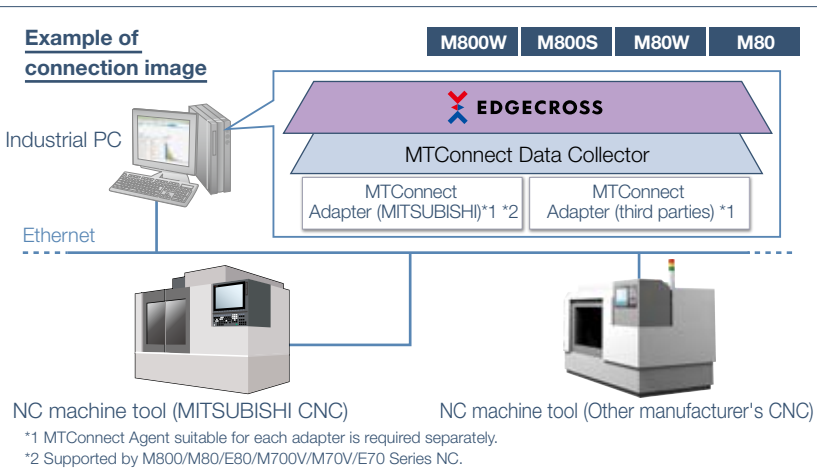 Example of
connection image
M800W M800S M80W M80
EDGECROSS
Industrial PC
MTConnect Data Collector
MTConnect
Adapter (MITSUBISHI)*1 *2
MTConnect
Adapter (third parties) *1
Ethernet
NC machine tool (MITSUBISHI CNC)
NC machine tool (Other manufacturer's CNC)
*1 MTConnect Agent suitable for each adapter is required separately.
*2 Supported by M800/M80/E80/M700V/M70V/E70 Series NC.